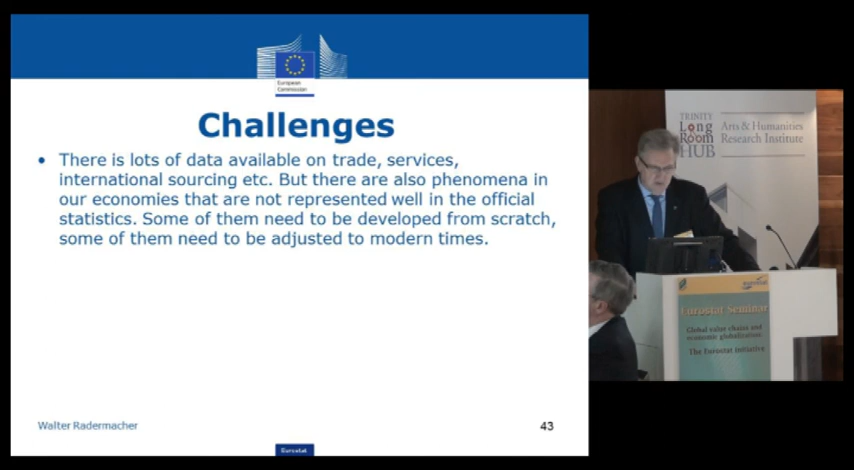 European
Commission
Challenges
• There is lots of data available on trade, services,
international sourcing etc. But there are also phenomena in
our economies that are not represented well in the official
statistics. Some of them need to be developed from scratch,
some of them need to be adjusted to modern times.
Walter Radermacher
43
Eurostat
TRINITY
LONG
ROOM
HUB
Arts & Humanities
Research Institute
eurostat
Eurostat Seminar
Global value chains and
economic globalization
The Eurostat initiative